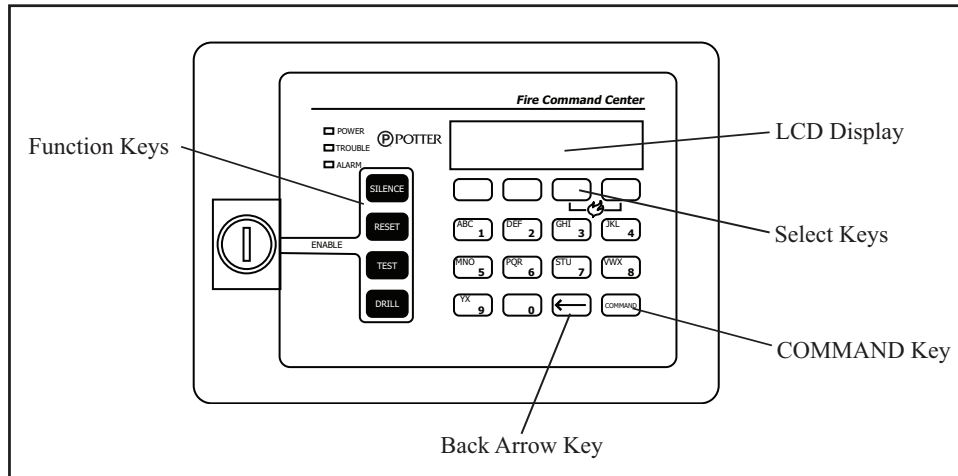 Fire Command Center
POWER
TROUBLE
ALARM
P POTTER
LCD Display
Function Keys
SILENCE
RESET
ENABLE
TEST
DRILL
Select Keys
ABC 1
DEF 2
GHI 3
JKL 4
MNO 5
PQR 6
STU 7
VWX 8
YX 9
0
COMMAND
COMMAND Key
Back Arrow Key